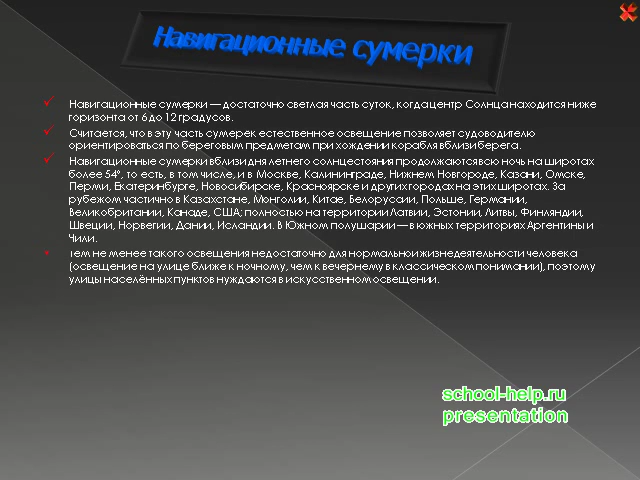 Навигационные сумерки
Навигационные сумерки — достаточно светлая часть суток, когда центр Солнца находится ниже
горизонта от 6 до 12 градусов.
Считается, что в эту часть сумерек естественное освещение позволяет судоводителю
ориентироваться по береговым предметам при хождении корабля вблизи берега.
Навигационные сумерки вблизи дня летнего солнцестояния продолжаются всю ночь на широтах
более 54°, то есть, в том числе, и в Москве, Калининграде, Нижнем Новгороде, Казани, Омске,
Перми, Екатеринбурге, Новосибирске, Красноярске и других городах на этих широтах. За
рубежом частично в Казахстане, Монголии, Китае, Белоруссии, Польше, Германии,
Великобритании, Канаде, США; полностью на территории Латвии, Эстонии, Литвы, Финляндии,
Швеции, Норвегии, Дании, Исландии. В Южном полушарии — в южных территориях Аргентины и
Чили.
Тем не менее такого освещения недостаточно для нормальной жизнедеятельности человека
(освещение на улице ближе к ночному, чем к вечернему в классическом понимании), поэтому
улицы населённых пунктов нуждаются в искусственном освещении.
school-help.ru
presentation